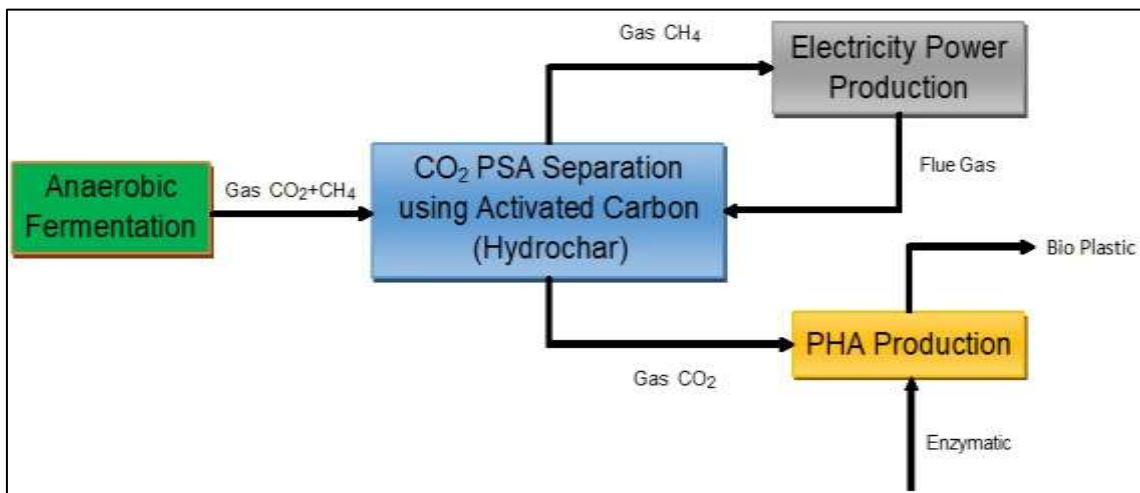 Gas CH₄
Electricity Power
Production
Flue Gas
Anaerobic
Fermentation
Gas CO₂+CH₄
CO₂ PSA Separation
using Activated Carbon
(Hydrochar)
Bio Plastic
PHA Production
Gas CO₂
Enzymatic